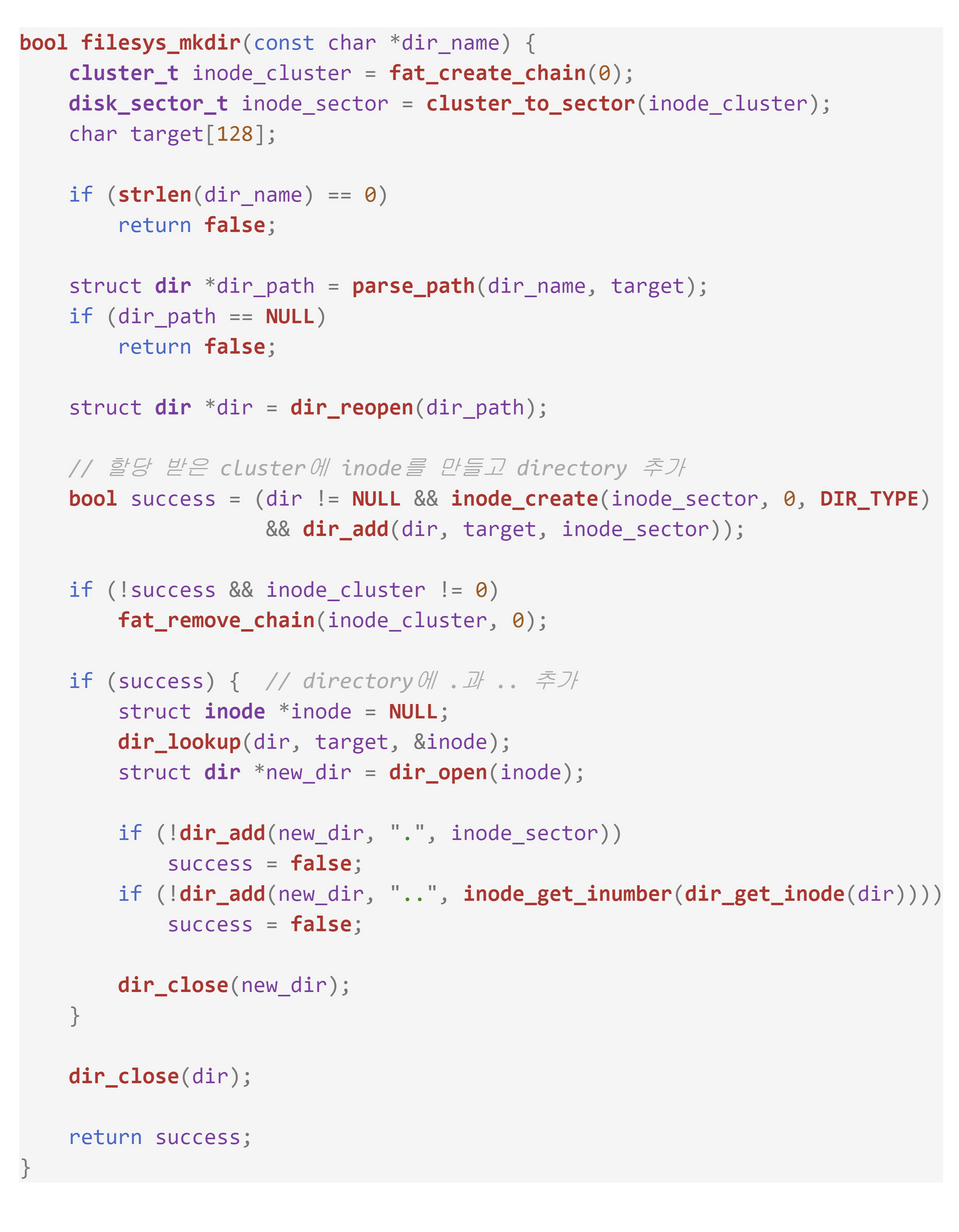 bool filesys_mkdir(const char *dir_name) {
    cluster_t inode_cluster = fat_create_chain(0);
    disk_sector_t inode_sector = cluster_to_sector(inode_cluster);
    char target[128];

    if (strlen(dir_name) == 0)
        return false;

    struct dir *dir_path = parse_path(dir_name, target);
    if (dir_path == NULL)
        return false;

    struct dir *dir = dir_reopen(dir_path);

    // 할당 받은 cluster에 inode를 만들고 directory 추가
    bool success = (dir != NULL && inode_create(inode_sector, 0, DIR_TYPE)
                    && dir_add(dir, target, inode_sector));

    if (!success && inode_cluster != 0)
        fat_remove_chain(inode_cluster, 0);

    if (success) {  // directory에 .과 .. 추가
        struct inode *inode = NULL;
        dir_lookup(dir, target, &inode);
        struct dir *new_dir = dir_open(inode);

        if (!dir_add(new_dir, ".", inode_sector))
            success = false;
        if (!dir_add(new_dir, "..", inode_get_inumber(dir_get_inode(dir))))
            success = false;

        dir_close(new_dir);
    }

    dir_close(dir);

    return success;
}